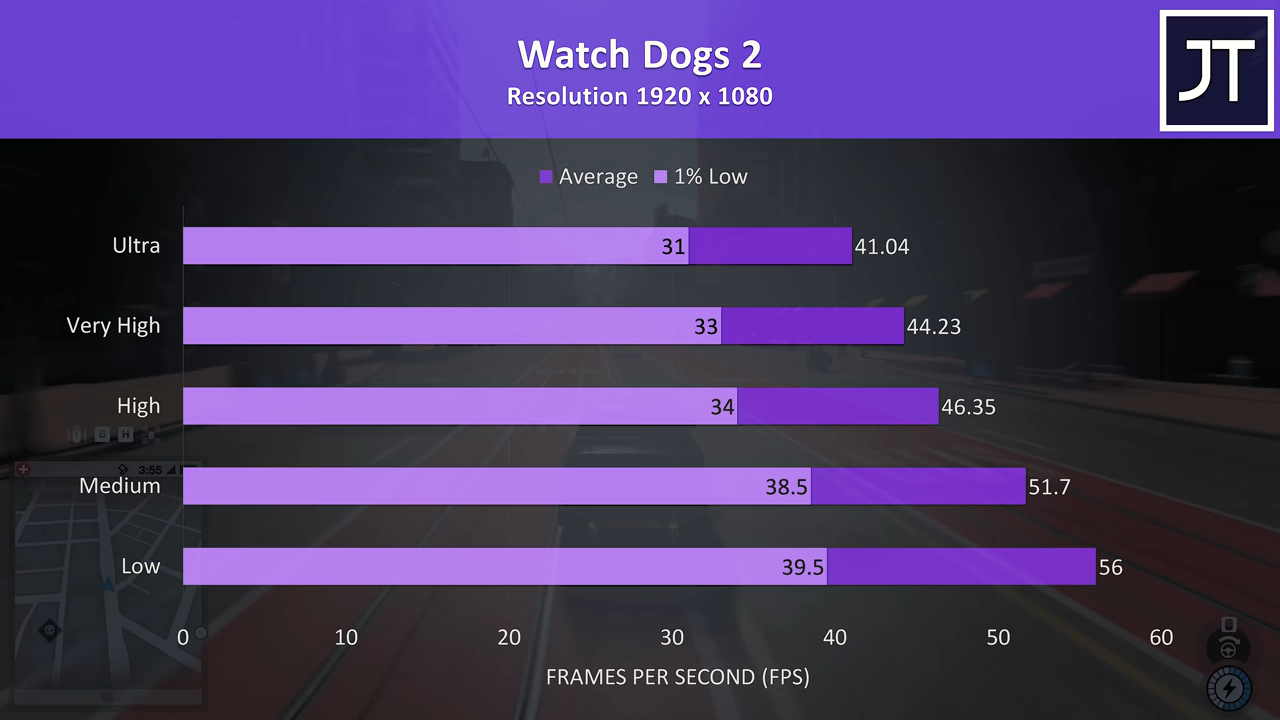 Watch Dogs 2
Resolution 1920 x 1080
JT
Average 1% Low
Ultra 31 41.04
Very High 33 44.23
High 34 46.35
B H
3:55
Medium 38.5 51.7
Low 39.5 56
0 10 20 30 40 50 60
FRAMES PER SECOND (FPS)